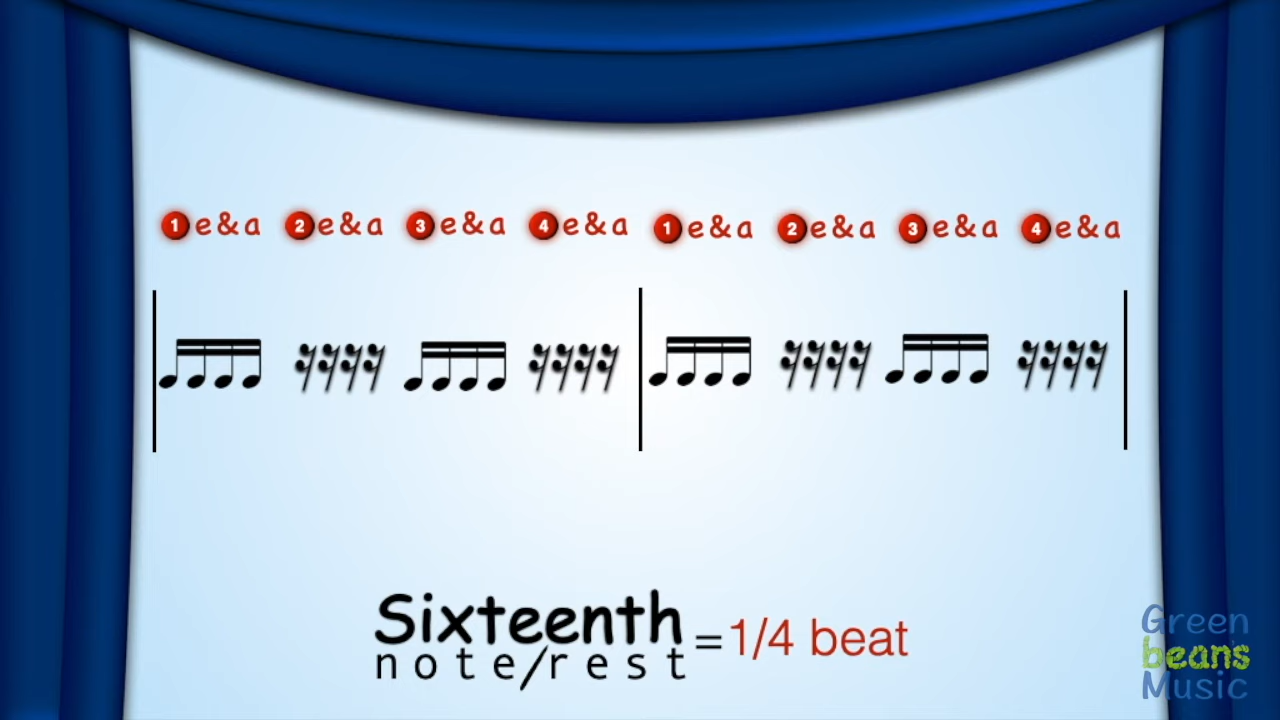 1 e & a 2 e & a 3 e & a 4 e & a 1 e & a 2 e & a 3 e & a 4 e & a
Sixteenth
note/rest = 1/4 beat
Green
beans
Music